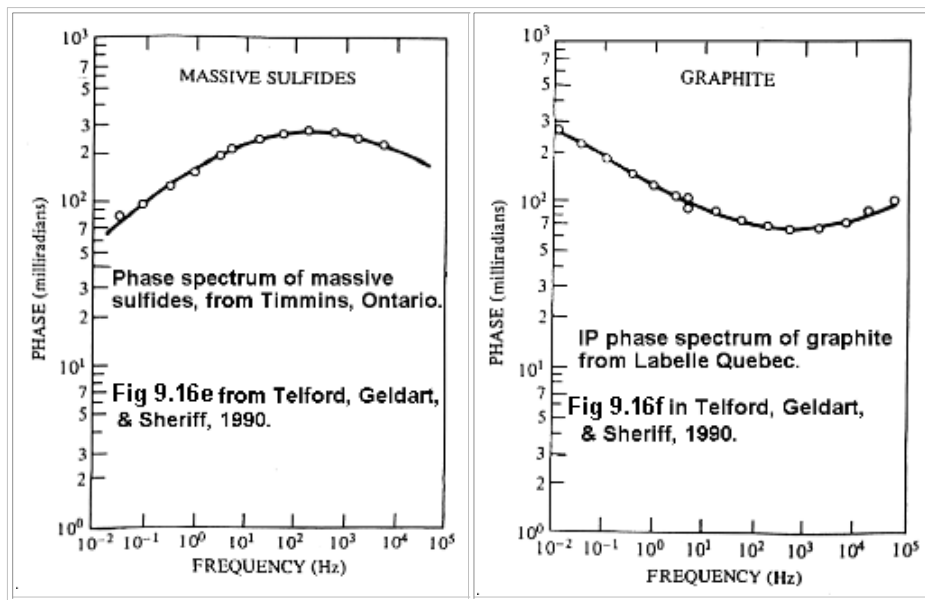 10³
5
3
2
10²
7
5
3
2
10¹
7
5
3
2
10⁰
PHASE (milliradians)
MASSIVE SULFIDES
Phase spectrum of massive
sulfides, from Timmins, Ontario.
Fig 9.16e from Telford, Geldart,
& Sheriff, 1990.
10⁻² 10⁻¹ 10⁰ 10¹ 10² 10³ 10⁴ 10⁵
FREQUENCY (Hz)
10³
5
3
2
10²
7
5
3
2
10¹
7
5
3
2
10⁰
PHASE (milliradians)
GRAPHITE
IP phase spectrum of graphite
from Labelle Quebec.
Fig 9.16f in Telford, Geldart,
& Sheriff, 1990.
10⁻² 10⁻¹ 10⁰ 10¹ 10² 10³ 10⁴ 10⁵
FREQUENCY (Hz)